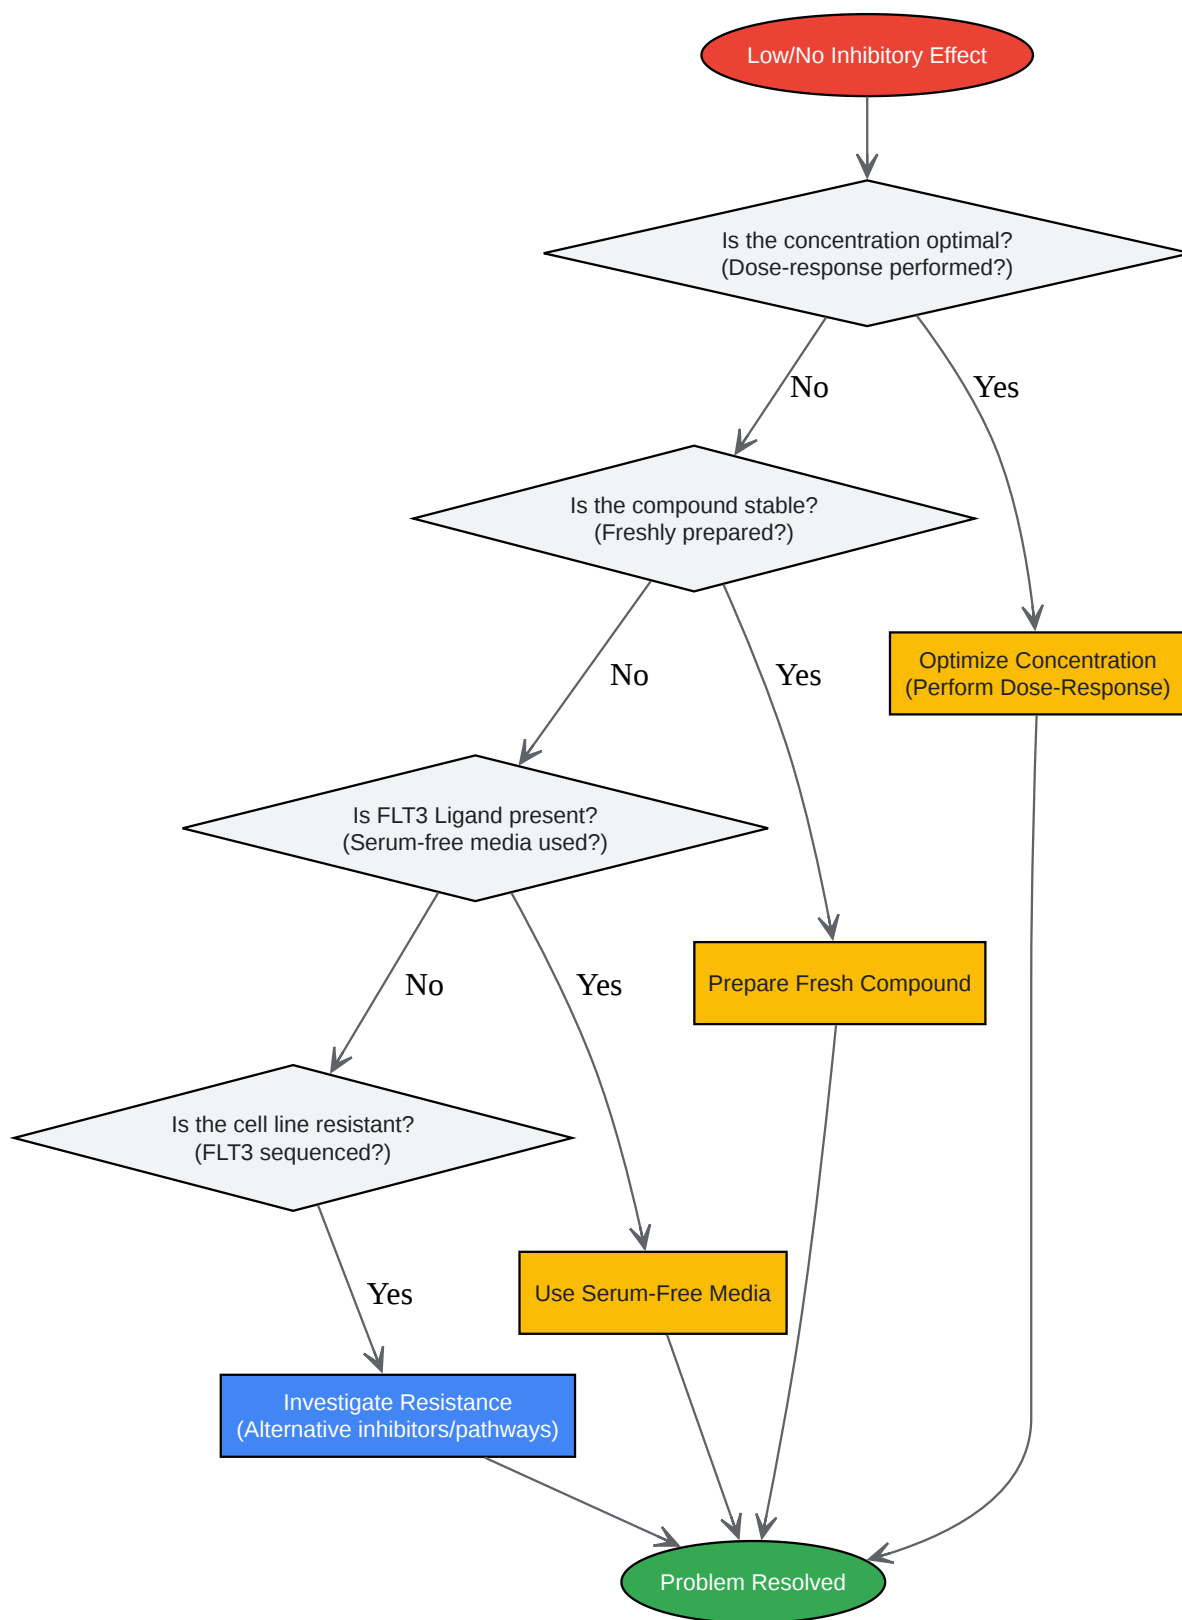 Low/No Inhibitory Effect
Is the concentration optimal?
(Dose-response performed?)
No
Yes
Is the compound stable?
(Freshly prepared?)
Optimize Concentration
(Perform Dose-Response)
No
Yes
Is FLT3 Ligand present?
(Serum-free media used?)
Prepare Fresh Compound
No
Yes
Is the cell line resistant?
(FLT3 sequenced?)
Use Serum-Free Media
Yes
Investigate Resistance
(Alternative inhibitors/pathways)
Problem Resolved